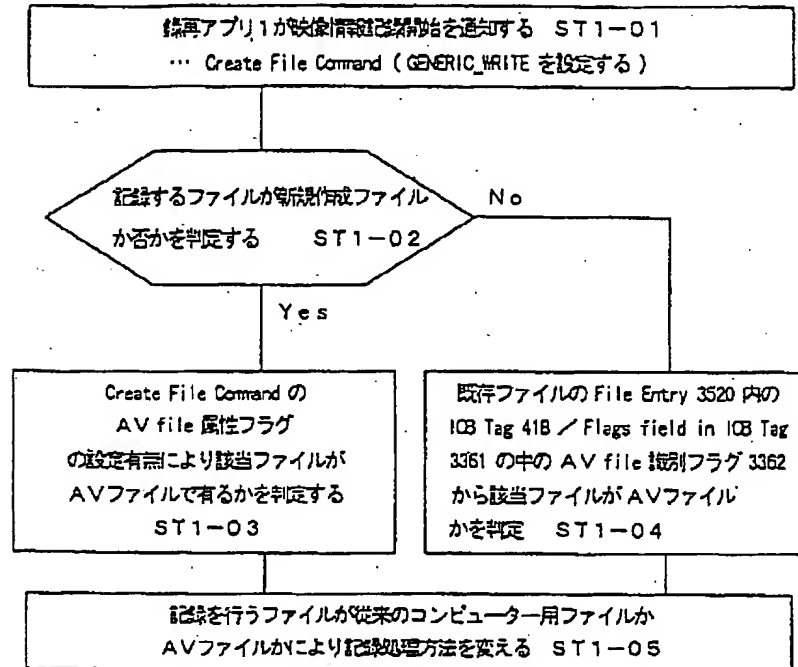 録再アプリ1が映像情報記録開始を通知する ST1-01
… Create File Command ( GENERIC_WRITE を設定する )
記録するファイルが新規作成ファイル
か否かを判定する ST1-02
No
Yes
Create File Command の
AV file 属性フラグ
の設定有無により該当ファイルが
AVファイルで有るかを判定する
ST1-03
既存ファイルの File Entry 3520 内の
ICB Tag 418 / Flags field in ICB Tag
3361 の中の AV file 識別フラグ 3362
から該当ファイルがAVファイル
かを判定 ST1-04
記録を行うファイルが従来のコンピューター用ファイルか
AVファイルかにより記録処理方法を変える ST1-05